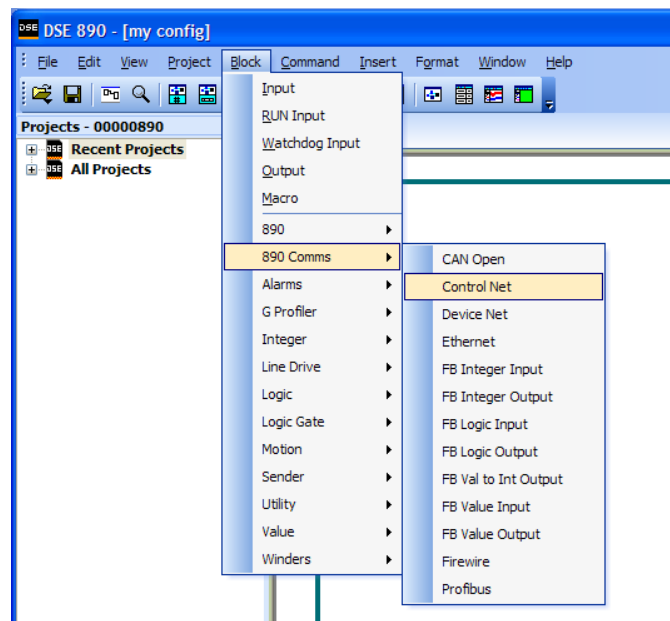 DSE 890 - [my config]
File Edit View Project Block Command Insert Format Window Help
Projects - 00000890
Recent Projects
All Projects
Input
RUN Input
Watchdog Input
Output
Macro
890
890 Comms
Alarms
G Profiler
Integer
Line Drive
Logic
Logic Gate
Motion
Sender
Utility
Value
Winders
CAN Open
Control Net
Device Net
Ethernet
FB Integer Input
FB Integer Output
FB Logic Input
FB Logic Output
FB Val to Int Output
FB Value Input
FB Value Output
Firewire
Profibus